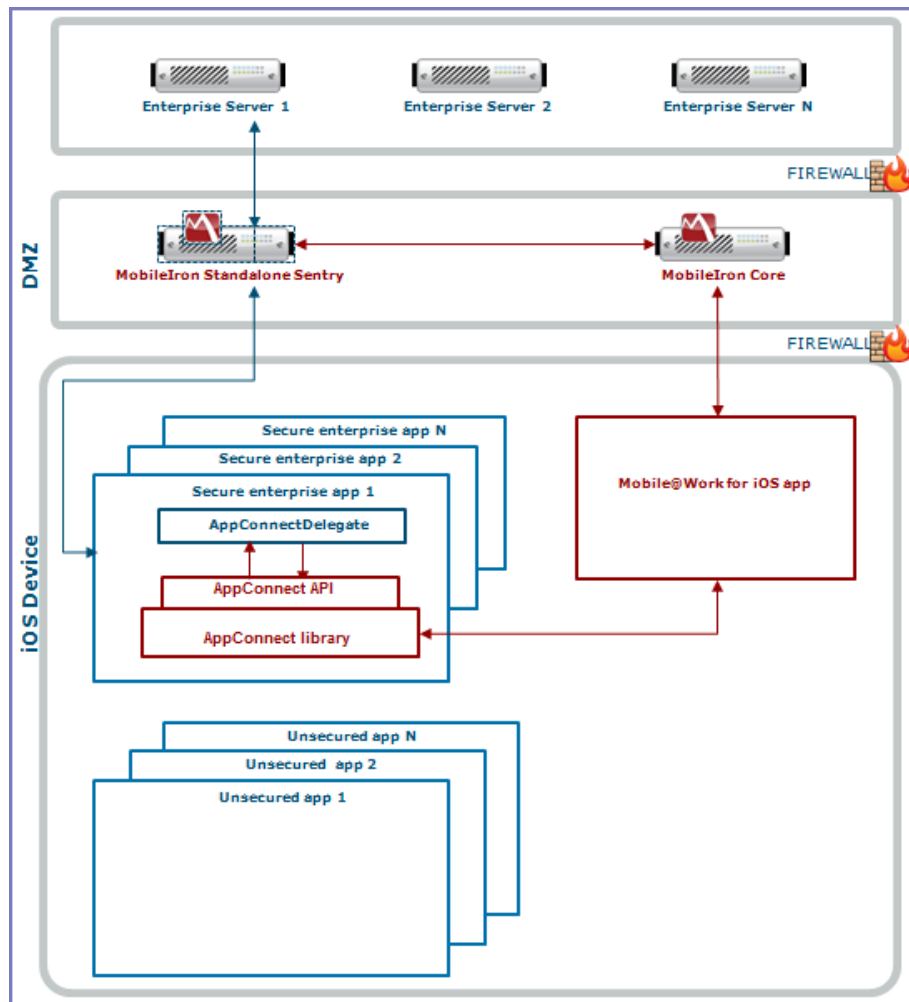 Enterprise Server 1
Enterprise Server 2
Enterprise Server N
FIREWALL
DMZ
MobileIron Standalone Sentry
MobileIron Core
FIREWALL
iOS Device
Secure enterprise app N
Secure enterprise app 2
Secure enterprise app 1
AppConnectDelegate
AppConnect API
AppConnect library
Mobile@Work for iOS app
Unsecured app N
Unsecured app 2
Unsecured app 1